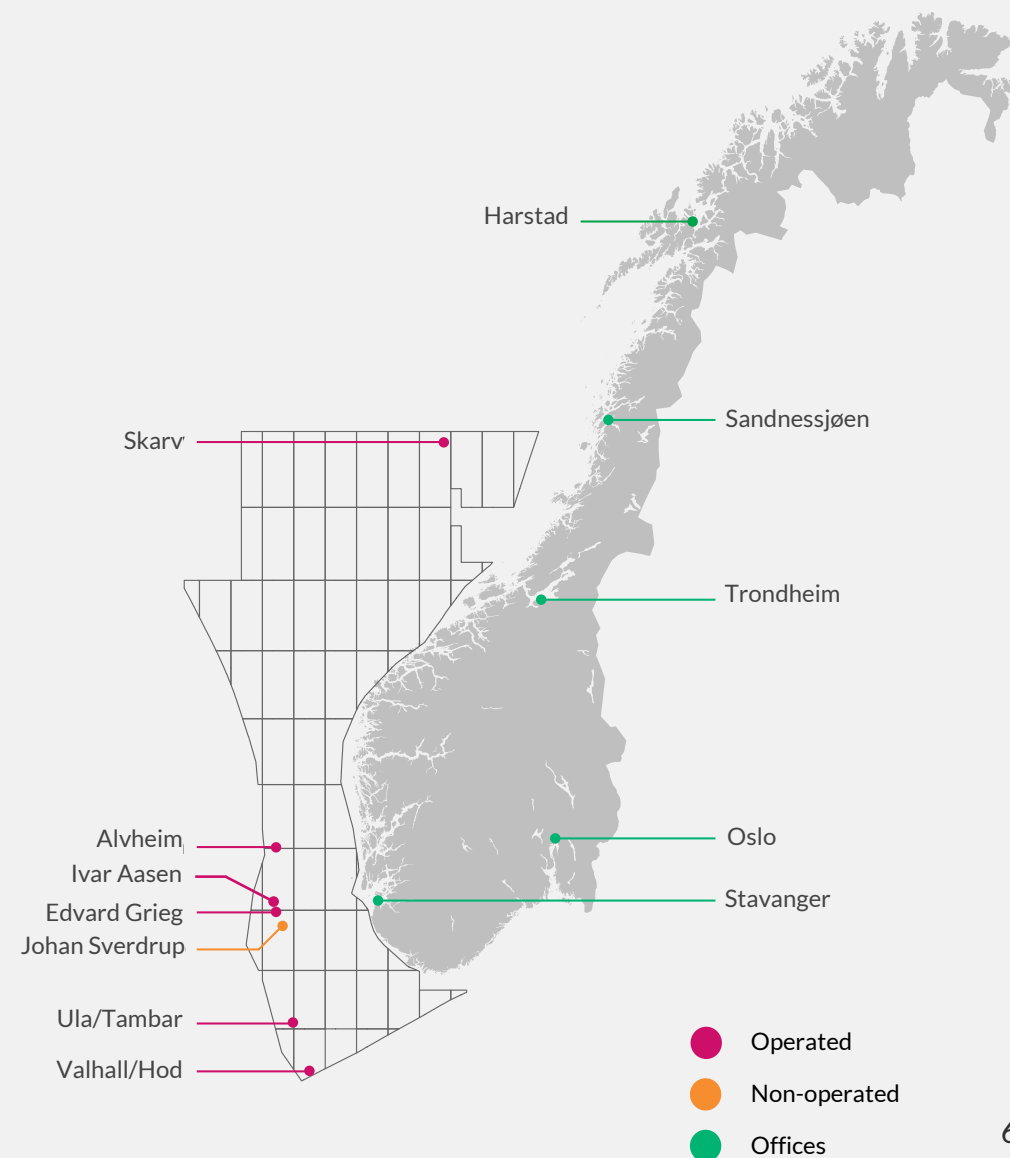 Harstad
Sandnessjøen
Skarv
Trondheim
Alvheim
Oslo
Ivar Aasen
Stavanger
Edvard Grieg
Johan Sverdrup
Ula/Tambar
Valhall/Hod
Operated
Non-operated
Offices